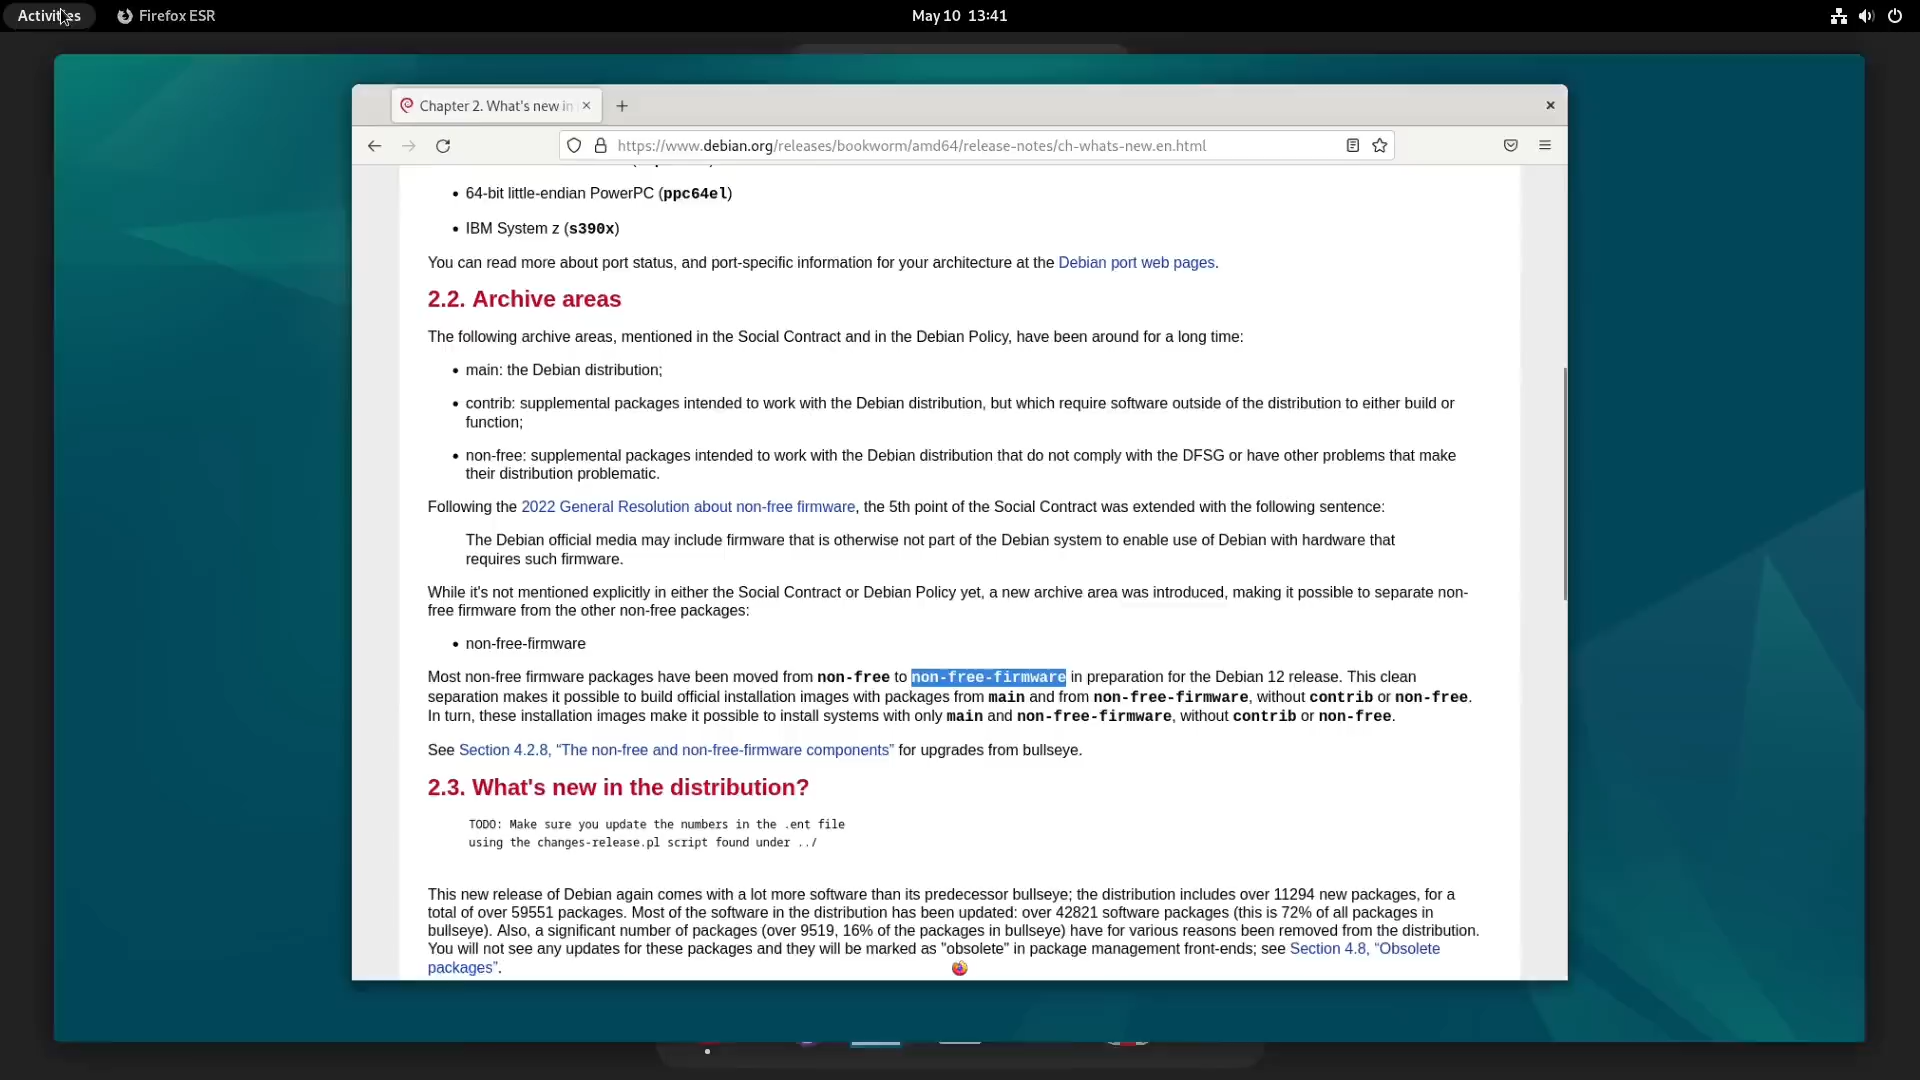 Activities Firefox ESR May 10 13:41
Chapter 2. What's new in
https://www.debian.org/releases/bookworm/amd64/release-notes/ch-whats-new.en.html
• 64-bit little-endian PowerPC (ppc64el)
• IBM System z (s390x)
You can read more about port status, and port-specific information for your architecture at the Debian port web pages.
2.2. Archive areas
The following archive areas, mentioned in the Social Contract and in the Debian Policy, have been around for a long time:
• main: the Debian distribution;
• contrib: supplemental packages intended to work with the Debian distribution, but which require software outside of the distribution to either build or
function;
• non-free: supplemental packages intended to work with the Debian distribution that do not comply with the DFSG or have other problems that make
their distribution problematic.
Following the 2022 General Resolution about non-free firmware, the 5th point of the Social Contract was extended with the following sentence:
The Debian official media may include firmware that is otherwise not part of the Debian system to enable use of Debian with hardware that
requires such firmware.
While it's not mentioned explicitly in either the Social Contract or Debian Policy yet, a new archive area was introduced, making it possible to separate non-
free firmware from the other non-free packages:
• non-free-firmware
Most non-free firmware packages have been moved from non-free to non-free-firmware in preparation for the Debian 12 release. This clean
separation makes it possible to build official installation images with packages from main and from non-free-firmware, without contrib or non-free.
In turn, these installation images make it possible to install systems with only main and non-free-firmware, without contrib or non-free.
See Section 4.2.8, “The non-free and non-free-firmware components” for upgrades from bullseye.
2.3. What's new in the distribution?
TODO: Make sure you update the numbers in the .ent file
using the changes-release.pl script found under ../
This new release of Debian again comes with a lot more software than its predecessor bullseye; the distribution includes over 11294 new packages, for a
total of over 59551 packages. Most of the software in the distribution has been updated: over 42821 software packages (this is 72% of all packages in
bullseye). Also, a significant number of packages (over 9519, 16% of the packages in bullseye) have for various reasons been removed from the distribution.
You will not see any updates for these packages and they will be marked as "obsolete" in package management front-ends; see Section 4.8, “Obsolete
packages”.